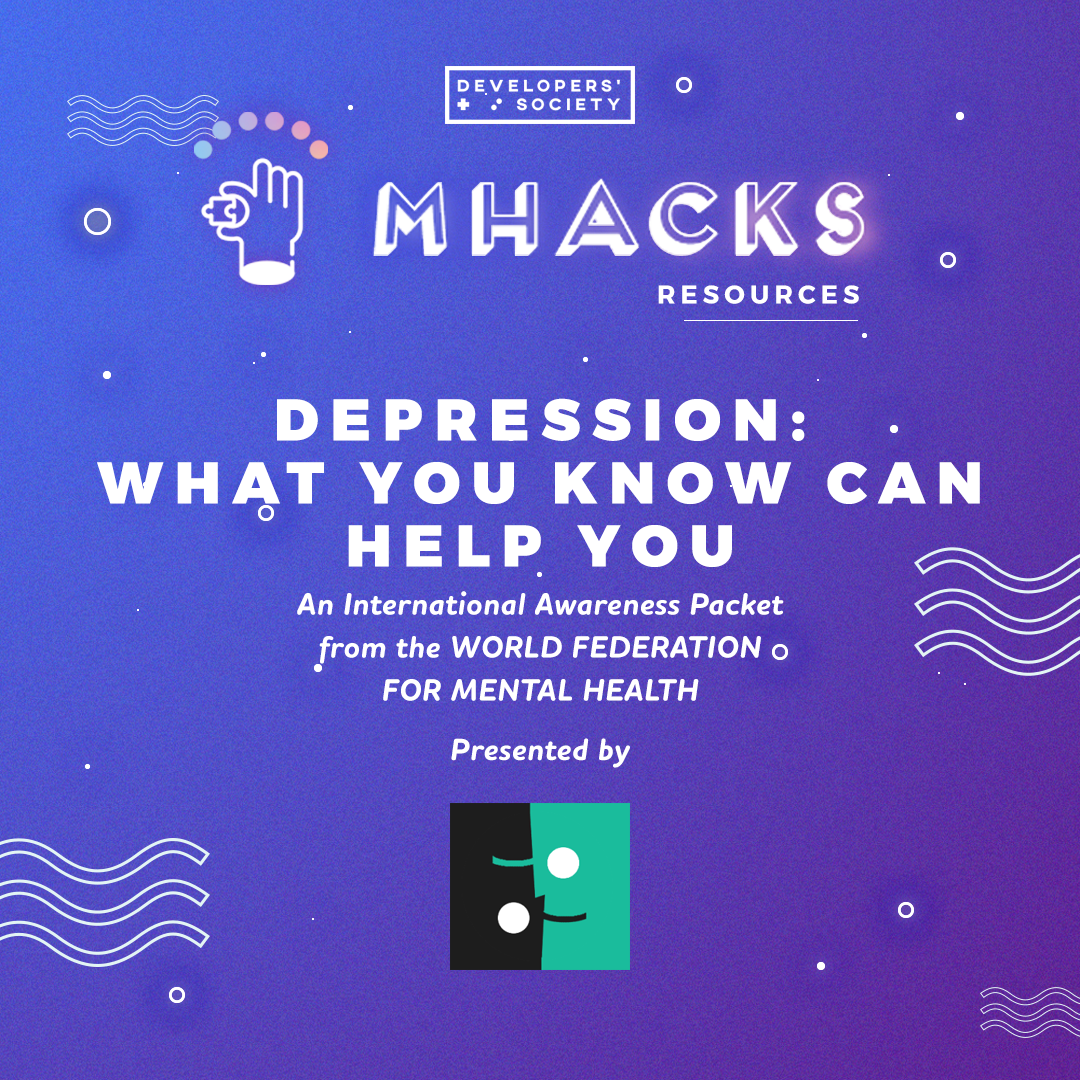 DEVELOPERS'
SOCIETY
MHACKS
RESOURCES
DEPRESSION:
WHAT YOU KNOW CAN
HELP YOU
An International Awareness Packet
from the WORLD FEDERATION
FOR MENTAL HEALTH
Presented by